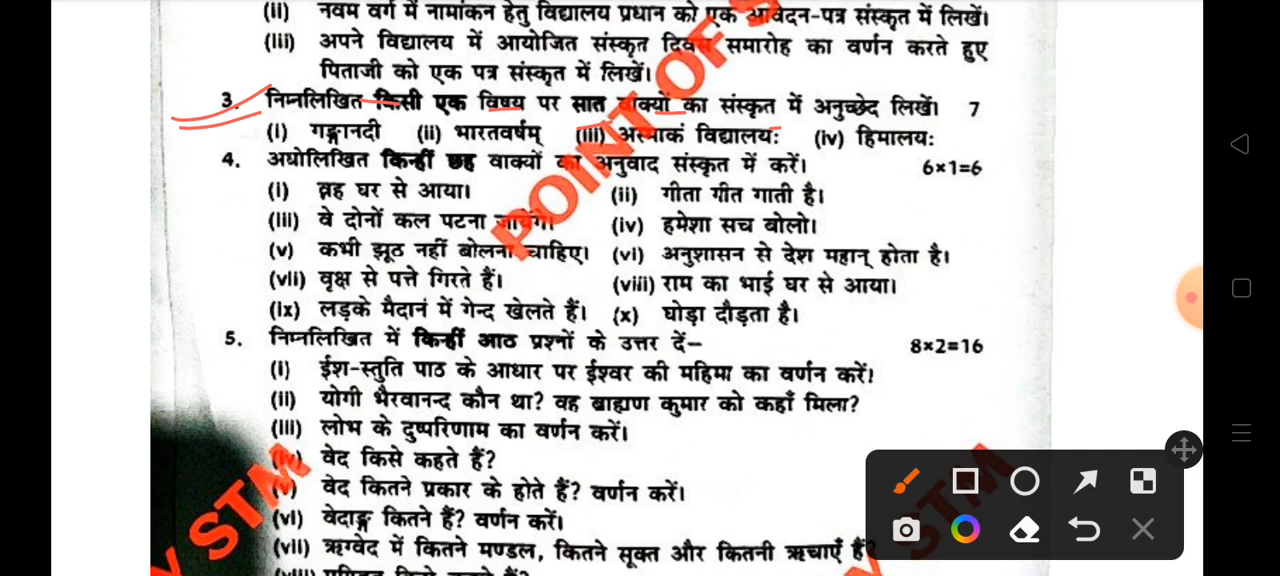 (ii) नवम वर्ग में नामांकन हेतु विद्यालय प्रधान को एक आवेदन-पत्र संस्कृत में लिखें।
(iii) अपने विद्यालय में आयोजित संस्कृत दिवस समारोह का वर्णन करते हुए
पिताजी को एक पत्र संस्कृत में लिखें।
3. निम्नलिखित किसी एक विषय पर सात वाक्यों का संस्कृत में अनुच्छेद लिखें। 7
(i) गङ्गानदी (ii) भारतवर्षम् (iii) अस्माकं विद्यालयः (iv) हिमालयः
4. अधोलिखित किन्हीं छह वाक्यों का अनुवाद संस्कृत में करें। 6×1=6
(i) वह घर से आया। (ii) गीता गीत गाती है।
(iii) वे दोनों कल पटना जायेंगे। (iv) हमेशा सच बोलो।
(v) कभी झूठ नहीं बोलना चाहिए। (vi) अनुशासन से देश महान् होता है।
(vii) वृक्ष से पत्ते गिरते हैं। (viii) राम का भाई घर से आया।
(ix) लड़के मैदानं में गेन्द खेलते हैं। (x) घोड़ा दौड़ता है।
5. निम्नलिखित में किन्हीं आठ प्रश्नों के उत्तर दें– 8×2=16
(i) ईश-स्तुति पाठ के आधार पर ईश्वर की महिमा का वर्णन करें।
(ii) योगी भैरवानन्द कौन था? वह ब्राह्मण कुमार को कहाँ मिला?
(iii) लोभ के दुष्परिणाम का वर्णन करें।
(iv) वेद किसे कहते हैं?
(v) वेद कितने प्रकार के होते हैं? वर्णन करें।
(vi) वेदाङ्ग कितने हैं? वर्णन करें।
(vii) ऋग्वेद में कितने मण्डल, कितने सूक्त और कितनी ऋचाएँ हैं?
POINT OF S
Y STM
Y STM